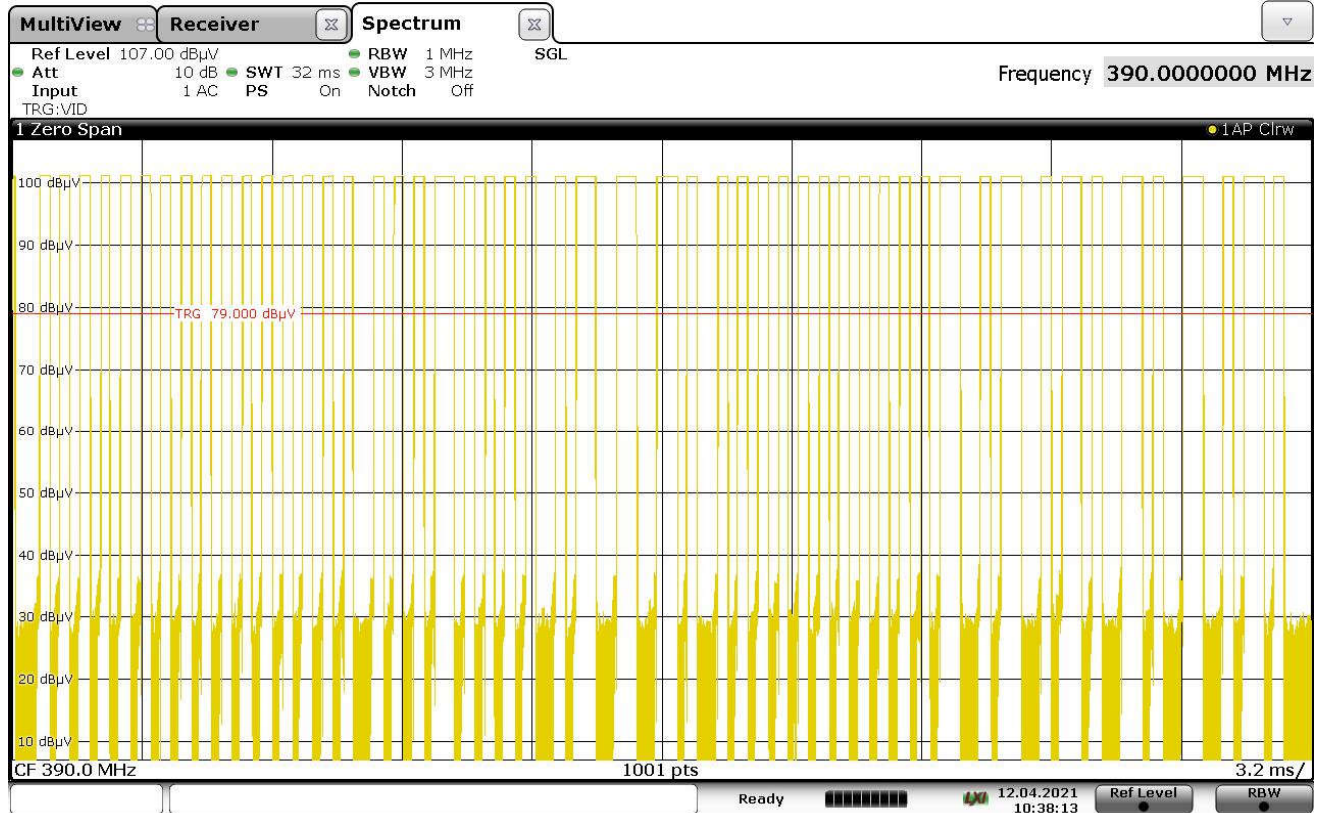 MultiView Receiver Spectrum
Ref Level 107.00 dBµV RBW 1 MHz SGL
Att 10 dB SWT 32 ms VBW 3 MHz Frequency 390.0000000 MHz
Input 1 AC PS On Notch Off
TRG:VID
1 Zero Span 1AP Clrw
100 dBµV
90 dBµV
80 dBµV
TRG 79.000 dBµV
70 dBµV
60 dBµV
50 dBµV
40 dBµV
30 dBµV
20 dBµV
10 dBµV
CF 390.0 MHz 1001 pts 3.2 ms/
Ready LXI 12.04.2021 Ref Level RBW
10:38:13